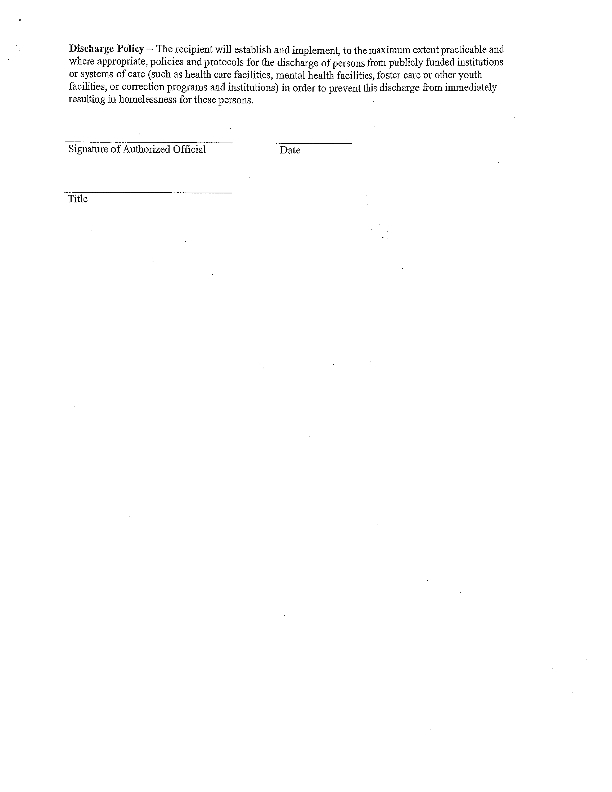 Discharge Policy – The recipient will establish and implement, to the maximum extent practicable and
where appropriate, policies and protocols for the discharge of persons from publicly funded institutions
or systems of care (such as health care facilities, mental health facilities, foster care or other youth
facilities, or correction programs and institutions) in order to prevent this discharge from immediately
resulting in homelessness for these persons.
Signature of Authorized Official Date
Title